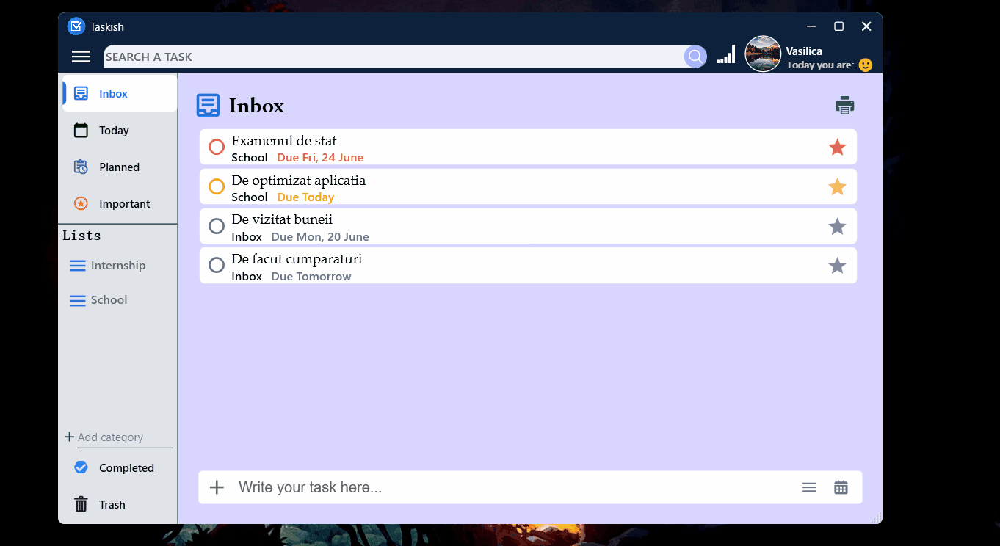 Taskish
SEARCH A TASK
Vasilica
Today you are:
Inbox
Today
Planned
Important
Lists
Internship
School
Add category
Completed
Trash
Inbox
Examenul de stat
School Due Fri, 24 June
De optimizat aplicatia
School Due Today
De vizitat buneii
Inbox Due Mon, 20 June
De facut cumparaturi
Inbox Due Tomorrow
Write your task here...